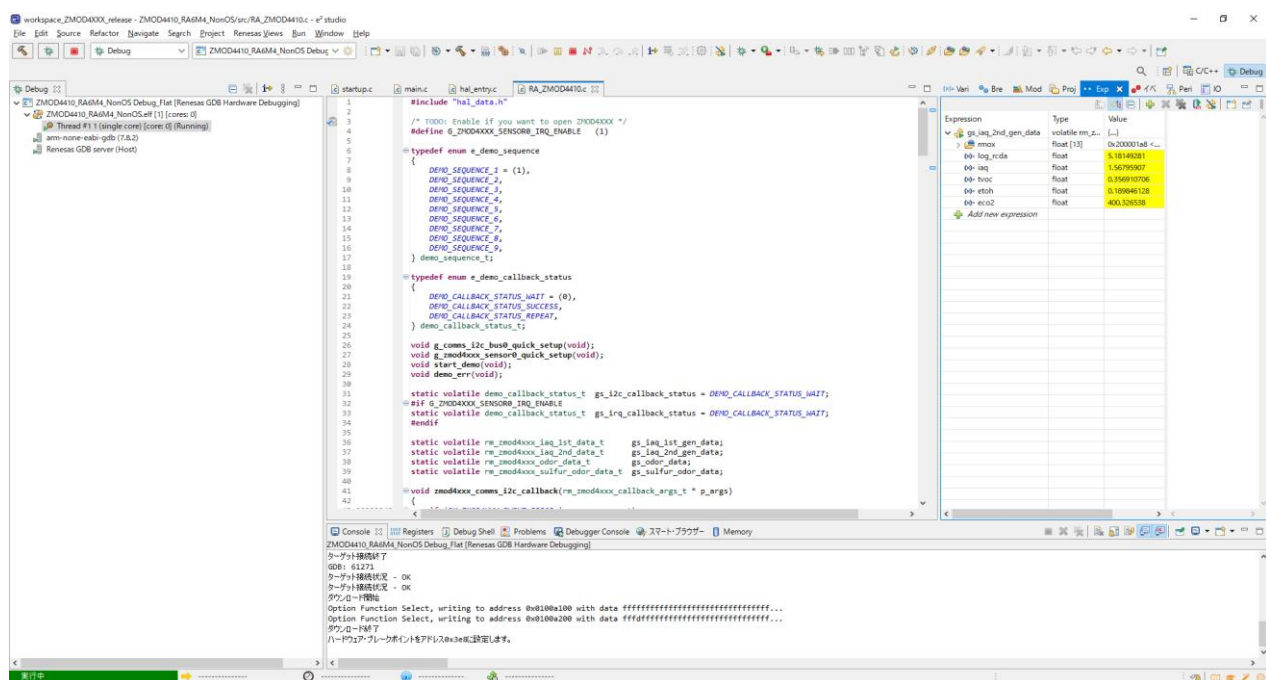 workspace_ZMOD4XXX_release - ZMOD4410_RA6M4_NonOS/src/RA_ZMOD4410.c - e² studio
File Edit Source Refactor Navigate Search Project Renesas Views Run Window Help
Debug
ZMOD4410_RA6M4_NonOS Debug
C/C++
Debug
Debug
ZMOD4410_RA6M4_NonOS Debug_Flat [Renesas GDB Hardware Debugging]
ZMOD4410_RA6M4_NonOS.elf [1] [cores: 0]
Thread #1 1 (single core) [core: 0] (Running)
arm-none-eabi-gdb (7.8.2)
Renesas GDB server (Host)
startup.c main.c hal_entry.c RA_ZMOD4410.c
1 #include "hal_data.h"
2
3 /* TODO: Enable if you want to open ZMOD4XXX */
4 #define G_ZMOD4XXX_SENSOR0_IRQ_ENABLE (1)
5
6 typedef enum e_demo_sequence
7 {
8 DEMO_SEQUENCE_1 = (1),
9 DEMO_SEQUENCE_2,
10 DEMO_SEQUENCE_3,
11 DEMO_SEQUENCE_4,
12 DEMO_SEQUENCE_5,
13 DEMO_SEQUENCE_6,
14 DEMO_SEQUENCE_7,
15 DEMO_SEQUENCE_8,
16 DEMO_SEQUENCE_9,
17 } demo_sequence_t;
18
19 typedef enum e_demo_callback_status
20 {
21 DEMO_CALLBACK_STATUS_WAIT = (0),
22 DEMO_CALLBACK_STATUS_SUCCESS,
23 DEMO_CALLBACK_STATUS_REPEAT,
24 } demo_callback_status_t;
25
26 void g_comms_i2c_bus0_quick_setup(void);
27 void g_zmod4xxx_sensor0_quick_setup(void);
28 void start_demo(void);
29 void demo_err(void);
30
31 static volatile demo_callback_status_t gs_i2c_callback_status = DEMO_CALLBACK_STATUS_WAIT;
32 #if G_ZMOD4XXX_SENSOR0_IRQ_ENABLE
33 static volatile demo_callback_status_t gs_irq_callback_status = DEMO_CALLBACK_STATUS_WAIT;
34 #endif
35
36 static volatile rm_zmod4xxx_iaq_1st_data_t gs_iaq_1st_gen_data;
37 static volatile rm_zmod4xxx_iaq_2nd_data_t gs_iaq_2nd_gen_data;
38 static volatile rm_zmod4xxx_odor_data_t gs_odor_data;
39 static volatile rm_zmod4xxx_sulfur_odor_data_t gs_sulfur_odor_data;
40
41 void zmod4xxx_comms_i2c_callback(rm_zmod4xxx_callback_args_t * p_args)
42 {
Vari Bre Mod Proj Exp イベ Peri IO
Expression Type Value
gs_iaq_2nd_gen_data volatile rm_z... {...}
rmox float [13] 0x200001a8 <...
log_rcda float 5.18149281
iaq float 1.56795907
tvoc float 0.356910706
etoh float 0.189846128
eco2 float 400.326538
Add new expression
Console Registers Debug Shell Problems Debugger Console スマート・ブラウザー Memory
ZMOD4410_RA6M4_NonOS Debug_Flat [Renesas GDB Hardware Debugging]
ターゲット接続終了
GDB: 61271
ターゲット接続状況 - OK
ターゲット接続状況 - OK
ダウンロード開始
Option Function Select, writing to address 0x0100a100 with data ffffffffffffffffffffffffffffffff...
Option Function Select, writing to address 0x0100a200 with data fffdffffffffffffffffffffffffffff...
ダウンロード終了
ハードウェア・ブレークポイントをアドレス0x3e8に設定します。
実行中